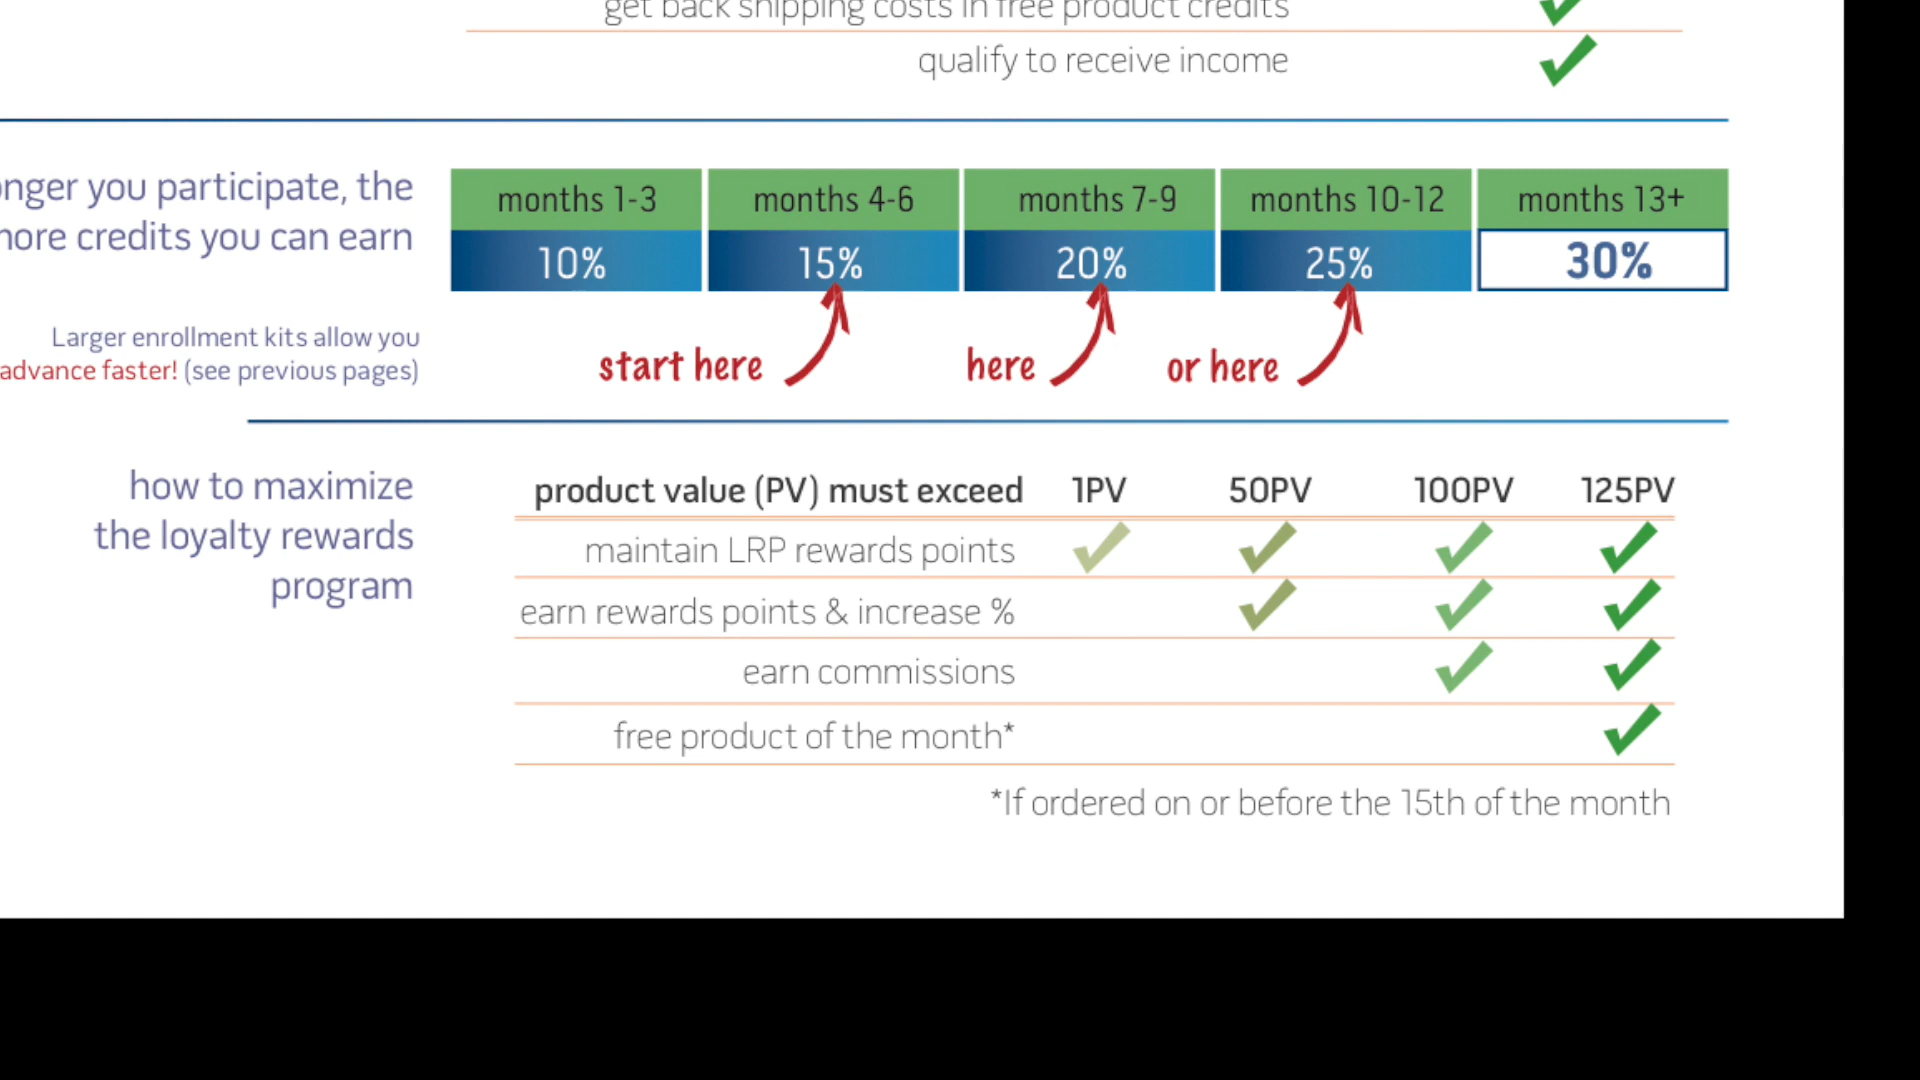 get back shipping costs in free product credits
qualify to receive income
you participate, the
credits you can earn
months 1-3 months 4-6 months 7-9 months 10-12 months 13+
10% 15% 20% 25% 30%
Larger enrollment kits allow you
advance faster! (see previous pages)
start here here or here
how to maximize
the loyalty rewards
program
product value (PV) must exceed 1PV 50PV 100PV 125PV
maintain LRP rewards points
earn rewards points & increase %
earn commissions
free product of the month*
*If ordered on or before the 15th of the month